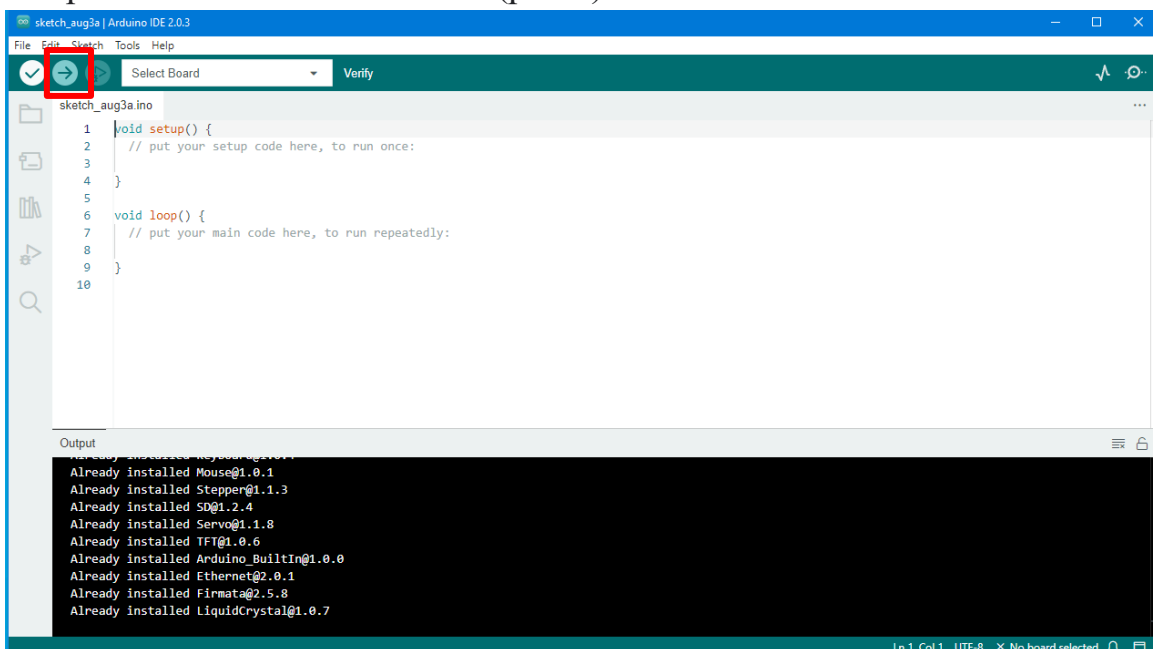 sketch_aug3a | Arduino IDE 2.0.3
File Edit Sketch Tools Help
Select Board Verify
sketch_aug3a.ino ...
1 void setup() {
2 // put your setup code here, to run once:
3
4 }
5
6 void loop() {
7 // put your main code here, to run repeatedly:
8
9 }
10
Output
Already installed Mouse@1.0.1
Already installed Stepper@1.1.3
Already installed SD@1.2.4
Already installed Servo@1.1.8
Already installed TFT@1.0.6
Already installed Arduino_BuiltIn@1.0.0
Already installed Ethernet@2.0.1
Already installed Firmata@2.5.8
Already installed LiquidCrystal@1.0.7
Ln 1, Col 1 UTF-8 × No board selected